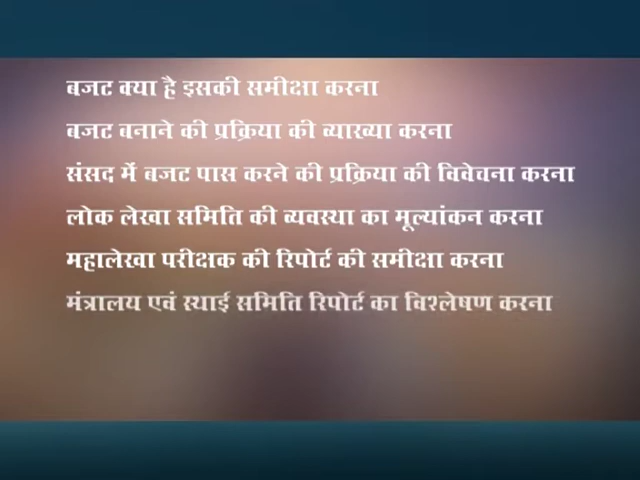 बजट क्या है इसकी समीक्षा करना
बजट बनाने की प्रक्रिया की व्याख्या करना
संसद में बजट पास करने की प्रक्रिया की विवेचना करना
लोक लेखा समिति की व्यवस्था का मूल्यांकन करना
महालेखा परीक्षक की रिपोर्ट की समीक्षा करना
मंत्रालय एवं स्थाई समिति रिपोर्ट का विश्लेषण करना